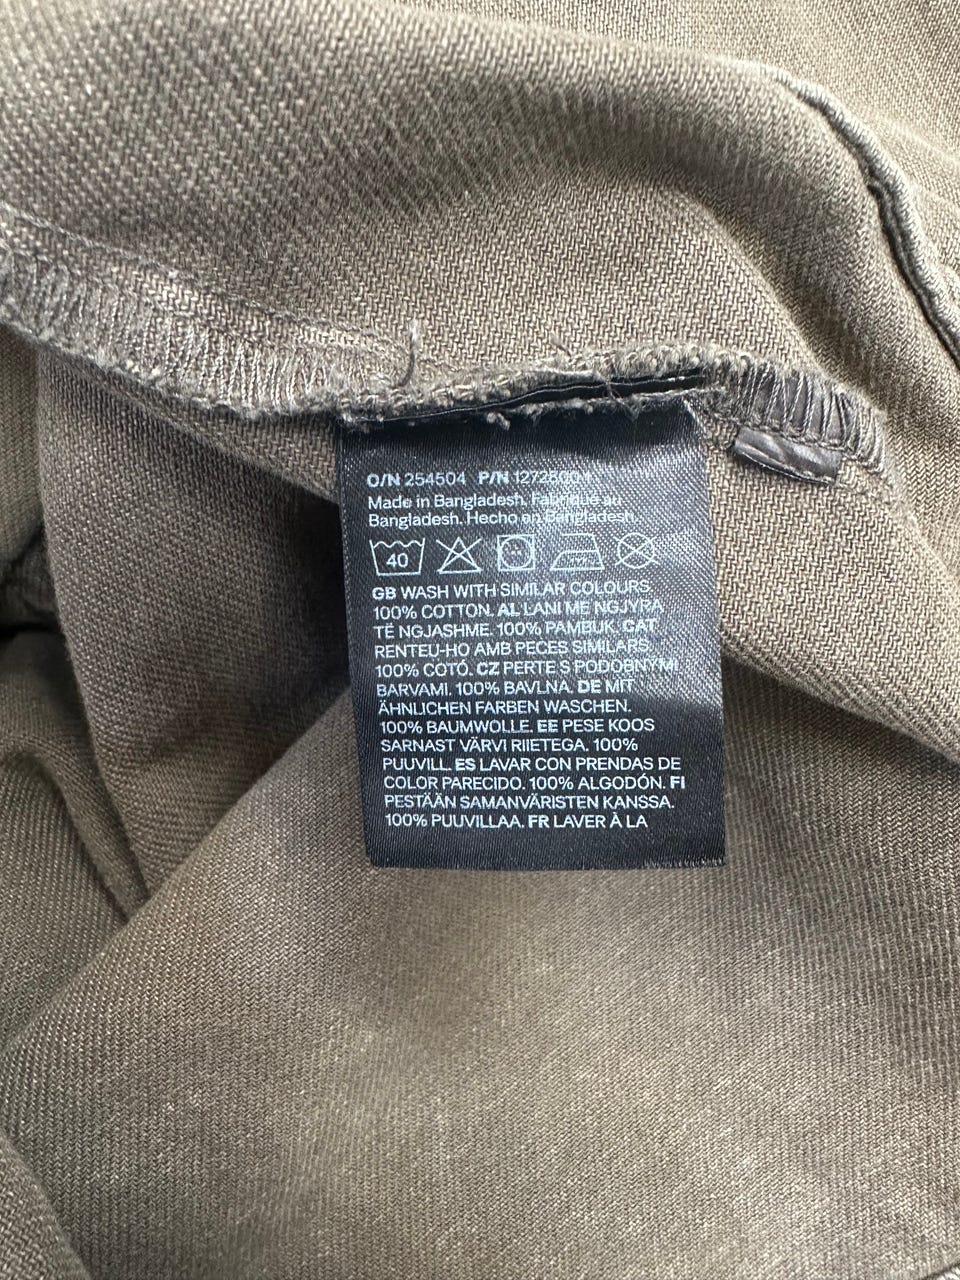 O/N 254504 P/N
Made in Bangladesh. Fabriqué au
Bangladesh. Hecho en Bangladesh.
40
GB WASH WITH SIMILAR COLOURS.
100% COTTON. AL LANI ME NGJYRA
TË NGJASHME. 100% PAMBUK. CAT
RENTEU-HO AMB PECES SIMILARS.
100% COTÓ. CZ PERTE S PODOBNÝMI
BARVAMI. 100% BAVLNA. DE MIT
ÄHNLICHEN FARBEN WASCHEN.
100% BAUMWOLLE. EE PESE KOOS
SARNAST VÄRVI RIIETEGA. 100%
PUUVILL. ES LAVAR CON PRENDAS DE
COLOR PARECIDO. 100% ALGODÓN. FI
PESTÄÄN SAMANVÄRISTEN KANSSA.
100% PUUVILLAA. FR LAVER À LA